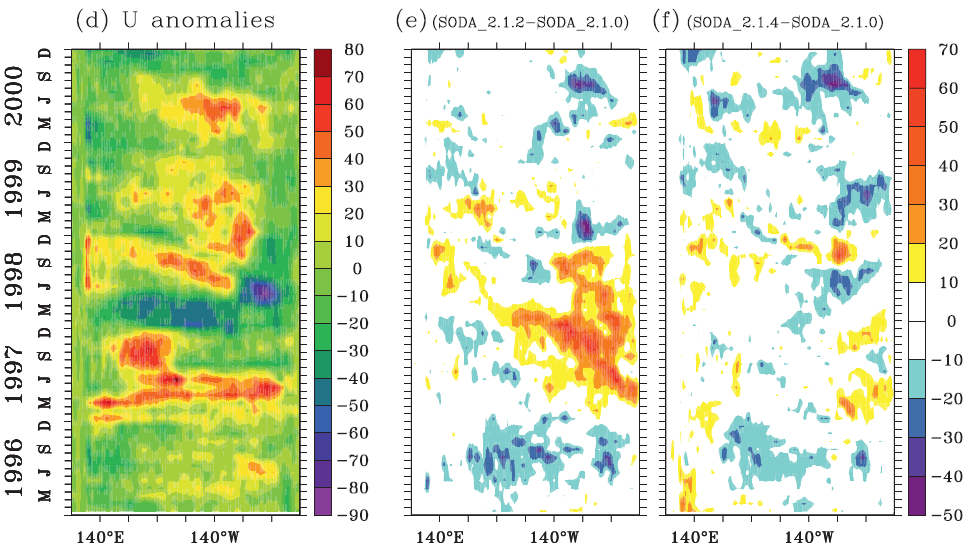 (d) U anomalies
(e) (SODA_2.1.2−SODA_2.1.0)
(f) (SODA_2.1.4−SODA_2.1.0)
2000
1999
1998
1997
1996
D
S
J
M
D
S
J
M
D
S
J
M
D
S
J
M
D
S
J
M
80
70
60
50
40
30
20
10
0
−10
−20
−30
−40
−50
−60
−70
−80
−90
70
60
50
40
30
20
10
0
−10
−20
−30
−40
−50
140°E 140°W
140°E 140°W
140°E 140°W